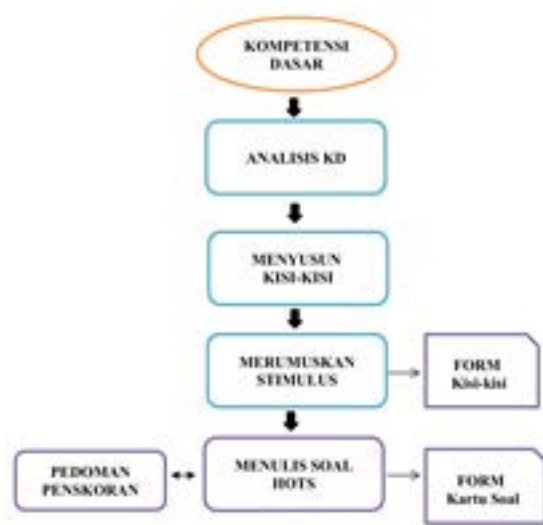 KOMPETENSI
DASAR
ANALISIS KD
MENYUSUN
KISI-KISI
MERUMUSKAN
STIMULUS
FORM
Kisi-kisi
PEDOMAN
PENSKORAN
MENULIS SOAL
HOTS
FORM
Kartu Soal